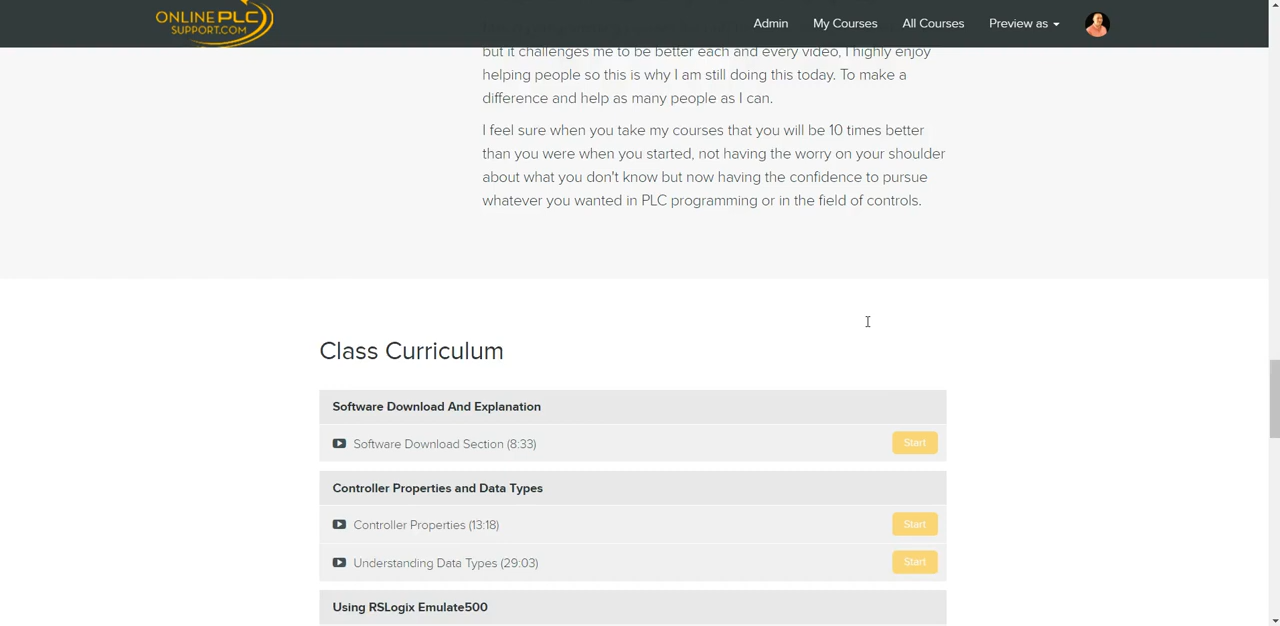 ONLINE PLC
SUPPORT.COM
Admin
My Courses
All Courses
Preview as
but it challenges me to be better each and every video, I highly enjoy
helping people so this is why I am still doing this today. To make a
difference and help as many people as I can.
I feel sure when you take my courses that you will be 10 times better
than you were when you started, not having the worry on your shoulder
about what you don't know but now having the confidence to pursue
whatever you wanted in PLC programming or in the field of controls.
Class Curriculum
Software Download And Explanation
Software Download Section (8:33)
Start
Controller Properties and Data Types
Controller Properties (13:18)
Start
Understanding Data Types (29:03)
Start
Using RSLogix Emulate500